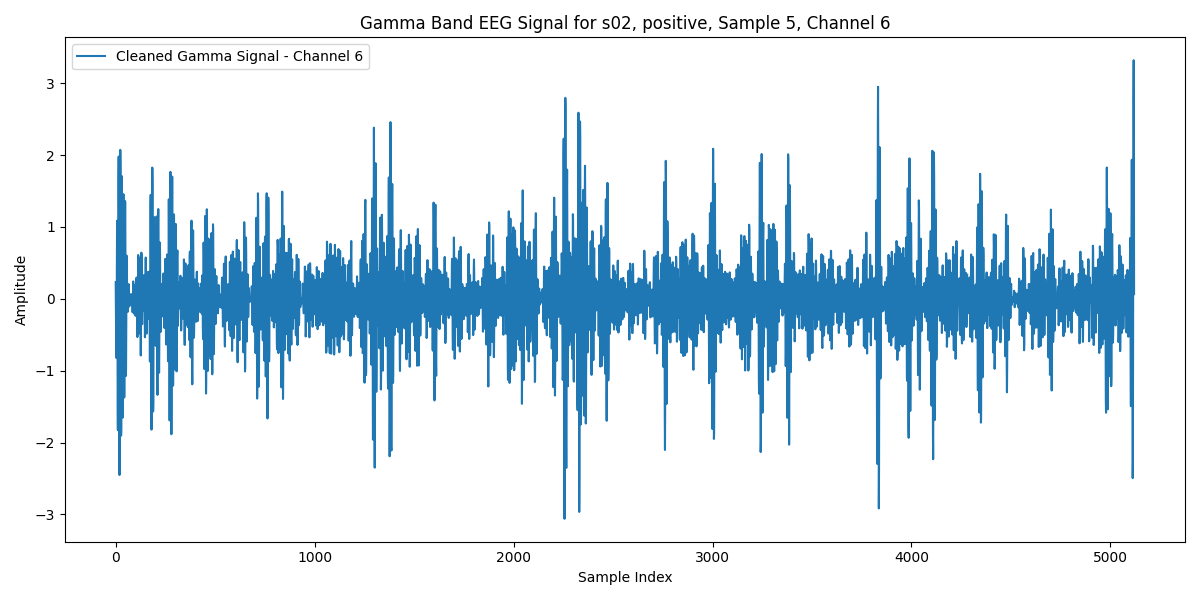 Gamma Band EEG Signal for s02, positive, Sample 5, Channel 6
Cleaned Gamma Signal - Channel 6
Amplitude
3
2
1
0
−1
−2
−3
0 1000 2000 3000 4000 5000
Sample Index